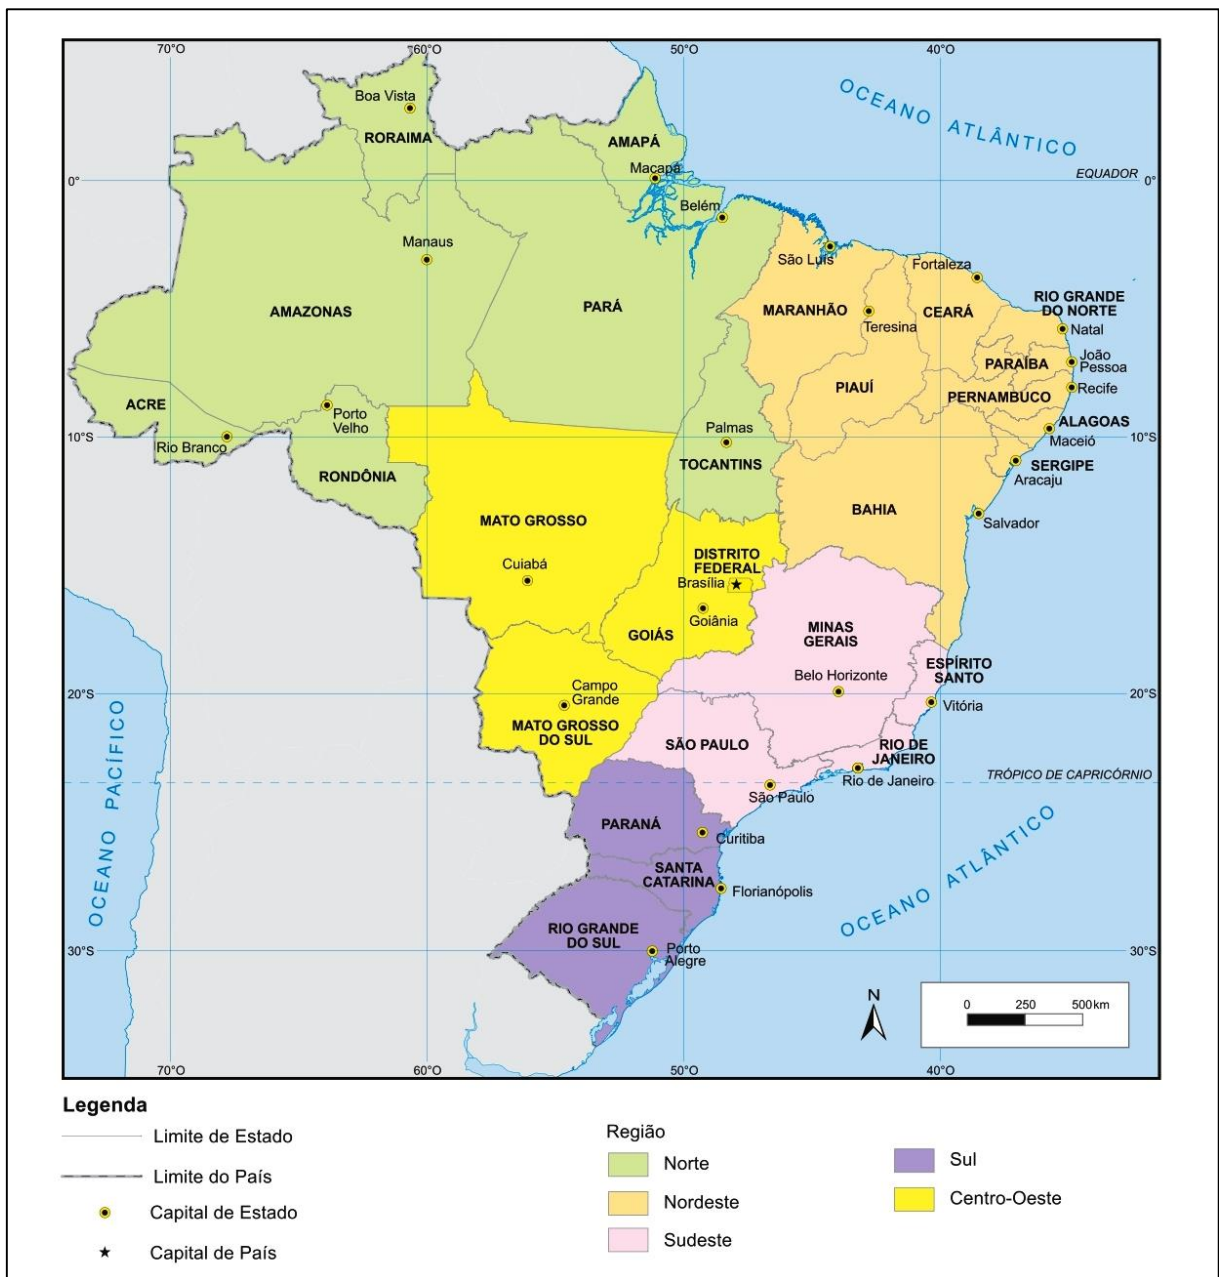 70°O 60°O 50°O 40°O
OCEANO ATLÂNTICO
Boa Vista
RORAIMA
AMAPÁ
Macapá
EQUADOR
0° 0°
Belém
Manaus
São Luís
Fortaleza
AMAZONAS
PARÁ
MARANHÃO
CEARÁ
RIO GRANDE
DO NORTE
Teresina
Natal
João
Pessoa
PARAÍBA
PIAUÍ
Recife
PERNAMBUCO
ACRE
Porto
Velho
Rio Branco
Palmas
ALAGOAS
Maceió
10°S 10°S
RONDÔNIA
TOCANTINS
SERGIPE
Aracaju
BAHIA
Salvador
MATO GROSSO
Cuiabá
DISTRITO
FEDERAL
Brasília
Goiânia
GOIÁS
MINAS
GERAIS
Belo Horizonte
ESPÍRITO
SANTO
Vitória
Campo
Grande
20°S 20°S
MATO GROSSO
DO SUL
SÃO PAULO
RIO DE
JANEIRO
Rio de Janeiro
TRÓPICO DE CAPRICÓRNIO
São Paulo
OCEANO PACÍFICO
PARANÁ
Curitiba
OCEANO ATLÂNTICO
SANTA
CATARINA
Florianópolis
RIO GRANDE
DO SUL
Porto
Alegre
30°S 30°S
N
0 250 500 km
70°O 60°O 50°O 40°O
Legenda
Limite de Estado
Limite do País
Capital de Estado
Capital de País
Região
Norte
Nordeste
Sudeste
Sul
Centro-Oeste